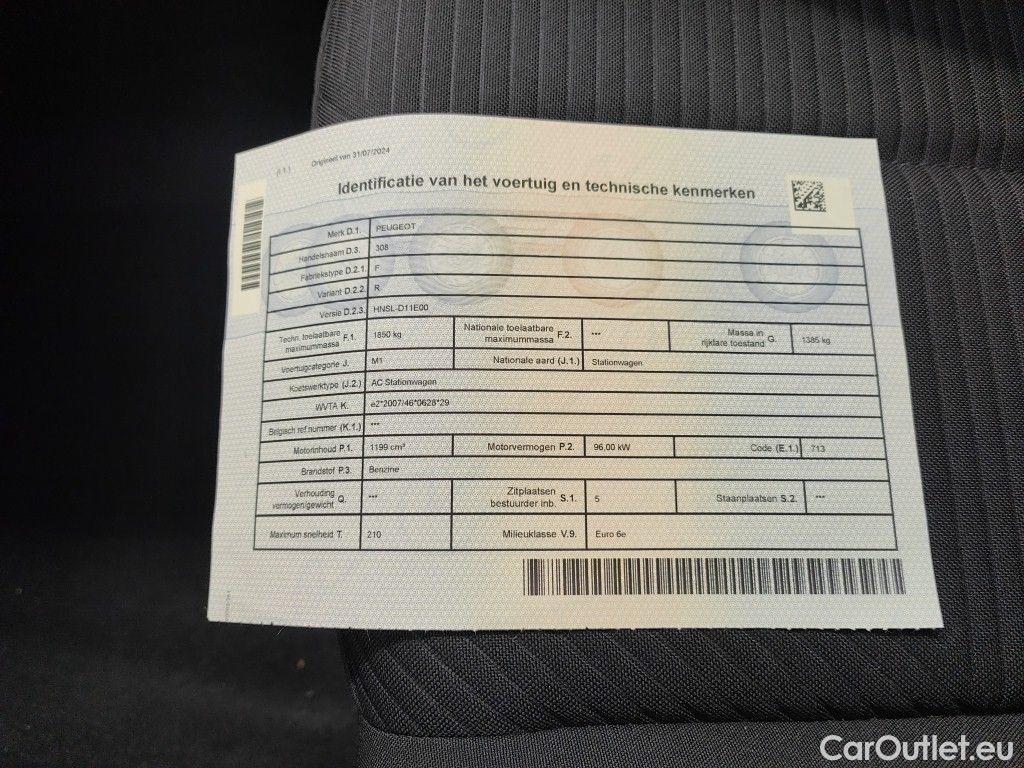 (I.1.) Origineel van 31/07/2024
Identificatie van het voertuig en technische kenmerken
Merk D.1. PEUGEOT
Handelsnaam D.3. 308
Fabriekstype D.2.1. F
Variant D.2.2. R
Versie D.2.3. HNSL-D11E00
Techn. toelaatbare maximummassa F.1. 1850 kg Nationale toelaatbare maximummassa F.2. *** Massa in rijklare toestand G. 1385 kg
Voertuigcategorie J. M1 Nationale aard (J.1.) Stationwagen
Koetswerktype (J.2.) AC Stationwagen
WVTA K. e2*2007/46*0628*29
Belgisch ref.nummer (K.1.) ***
Motorinhoud P.1. 1199 cm³ Motorvermogen P.2. 96,00 kW Code (E.1.) 713
Brandstof P.3. Benzine
Verhouding vermogen/gewicht Q. *** Zitplaatsen bestuurder inb. S.1. 5 Staanplaatsen S.2. ***
Maximum snelheid T. 210 Milieuklasse V.9. Euro 6e
CarOutlet.eu